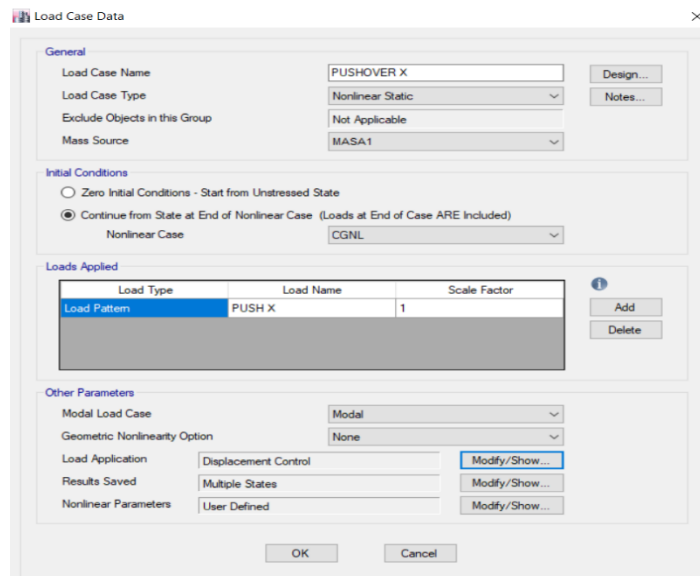 Load Case Data
General
Load Case Name PUSHOVER X Design...
Load Case Type Nonlinear Static Notes...
Exclude Objects in this Group Not Applicable
Mass Source MASA1
Initial Conditions
Zero Initial Conditions - Start from Unstressed State
Continue from State at End of Nonlinear Case (Loads at End of Case ARE Included)
Nonlinear Case CGNL
Loads Applied
Load Type Load Name Scale Factor
Load Pattern PUSH X 1 Add
Delete
Other Parameters
Modal Load Case Modal
Geometric Nonlinearity Option None
Load Application Displacement Control Modify/Show...
Results Saved Multiple States Modify/Show...
Nonlinear Parameters User Defined Modify/Show...
OK Cancel